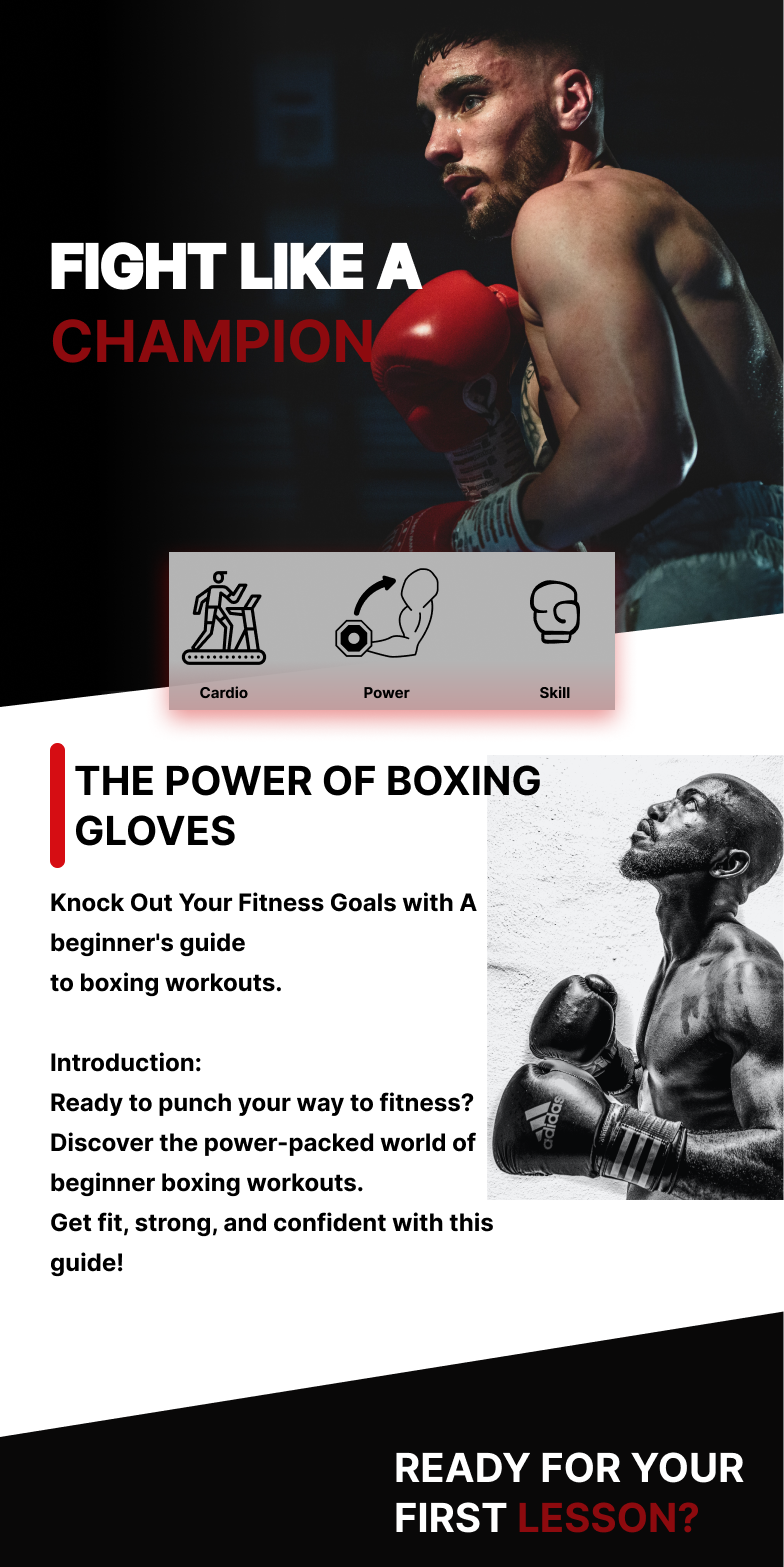 FIGHT LIKE A
CHAMPION
Cardio
Power
Skill
THE POWER OF BOXING
GLOVES
Knock Out Your Fitness Goals with A
beginner's guide
to boxing workouts.
Introduction:
Ready to punch your way to fitness?
Discover the power-packed world of
beginner boxing workouts.
Get fit, strong, and confident with this
guide!
adidas
READY FOR YOUR
FIRST LESSON?